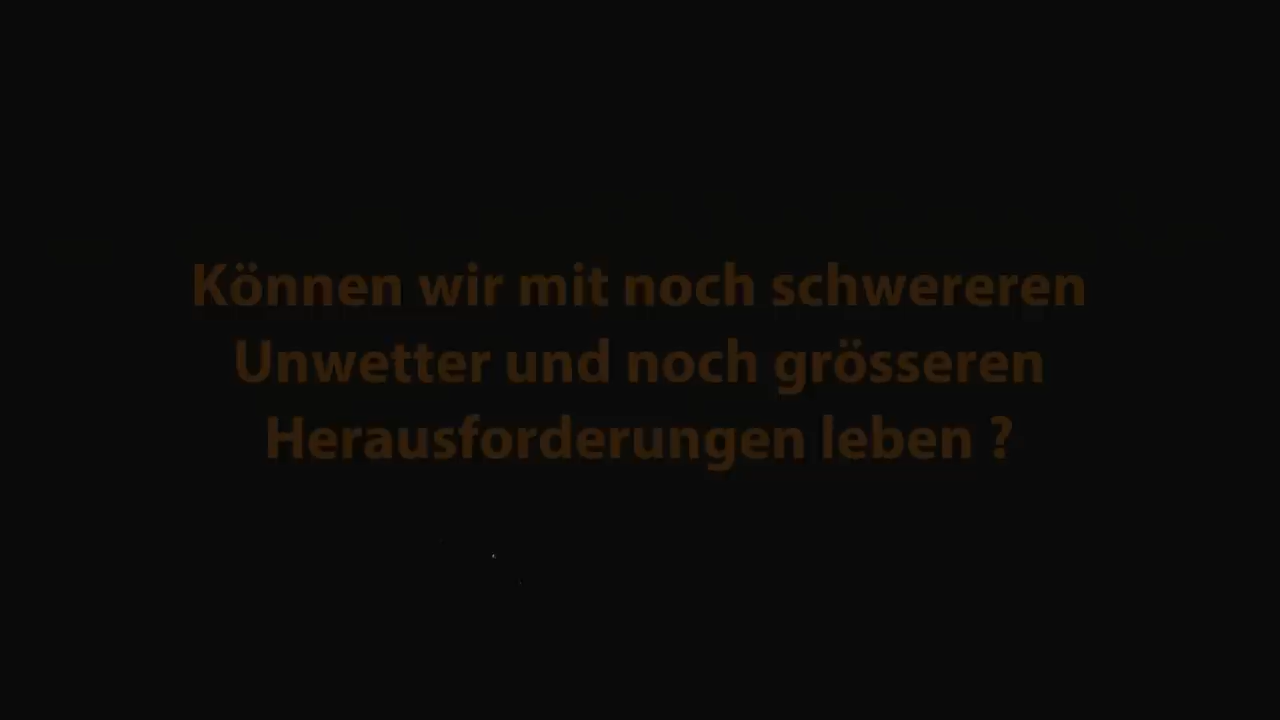 Können wir mit noch schwereren
Unwetter und noch grösseren
Herausforderungen leben ?